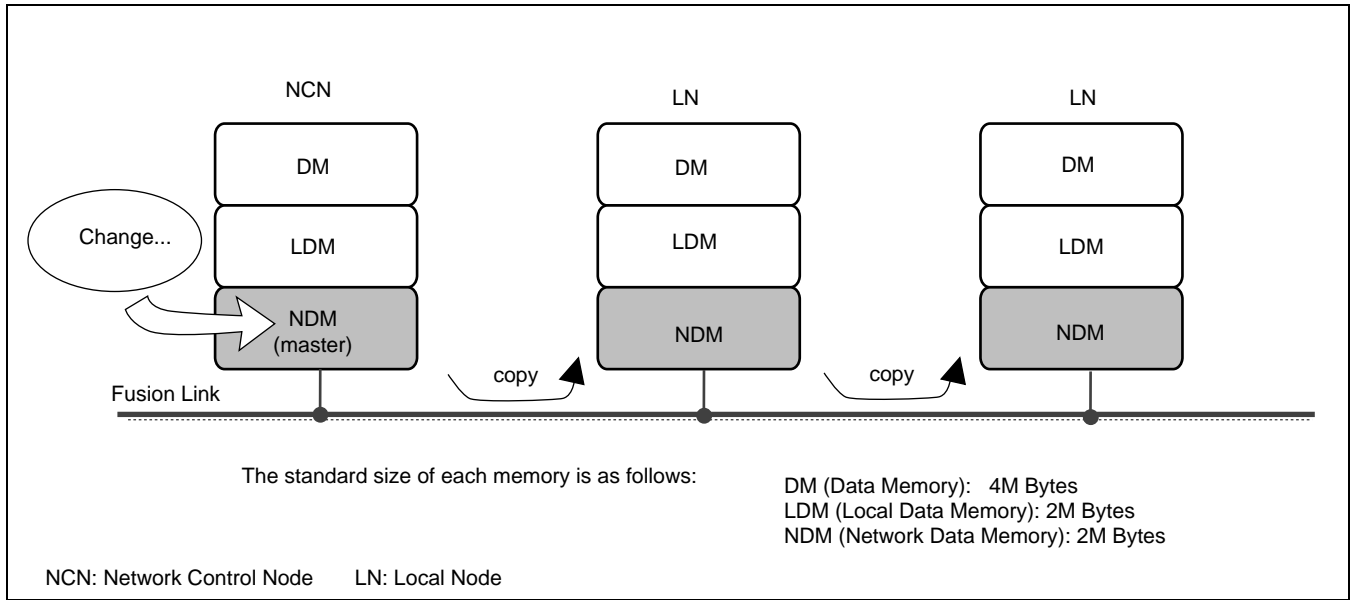 NCN
LN
LN
DM
DM
DM
Change...
LDM
LDM
LDM
NDM
(master)
NDM
NDM
copy
copy
Fusion Link
The standard size of each memory is as follows:
DM (Data Memory): 4M Bytes
LDM (Local Data Memory): 2M Bytes
NDM (Network Data Memory): 2M Bytes
NCN: Network Control Node LN: Local Node